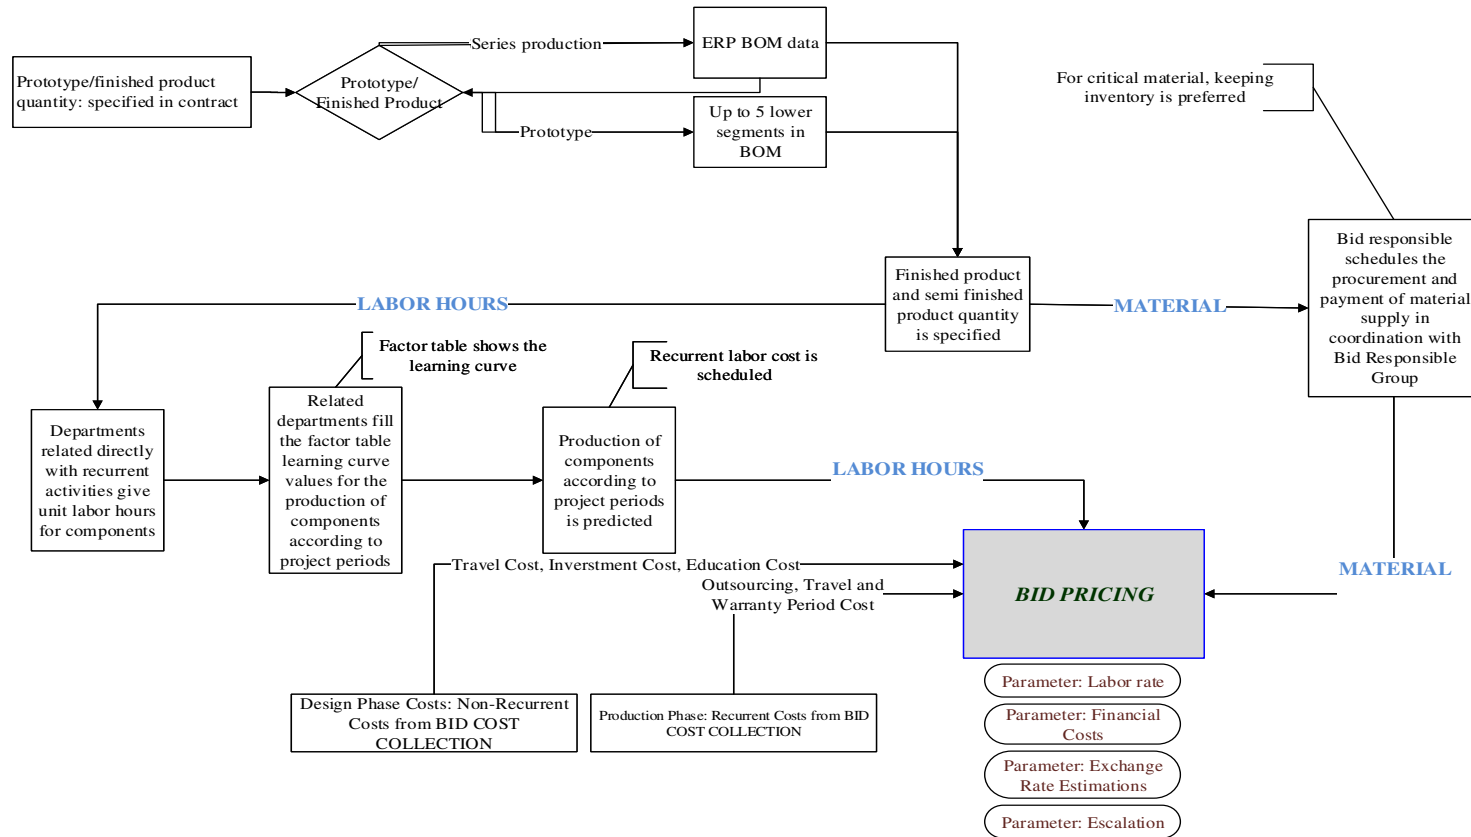 Series production
ERP BOM data
Prototype/finished product
quantity: specified in contract
Prototype/
Finished Product
For critical material, keeping
inventory is preferred
Prototype
Up to 5 lower
segments in
BOM
Finished product
and semi finished
product quantity
is specified
LABOR HOURS
MATERIAL
Bid responsible
schedules the
procurement and
payment of material
supply in
coordination with
Bid Responsible
Group
Factor table shows the
learning curve
Recurrent labor cost is
scheduled
Departments
related directly
with recurrent
activities give
unit labor hours
for components
Related
departments fill
the factor table
learning curve
values for the
production of
components
according to
project periods
Production of
components
according to
project periods
is predicted
LABOR HOURS
MATERIAL
Travel Cost, Inverstment Cost, Education Cost
Outsourcing, Travel and
Warranty Period Cost
BID PRICING
Design Phase Costs: Non-Recurrent
Costs from BID COST
COLLECTION
Production Phase: Recurrent Costs from BID
COST COLLECTION
Parameter: Labor rate
Parameter: Financial
Costs
Parameter: Exchange
Rate Estimations
Parameter: Escalation